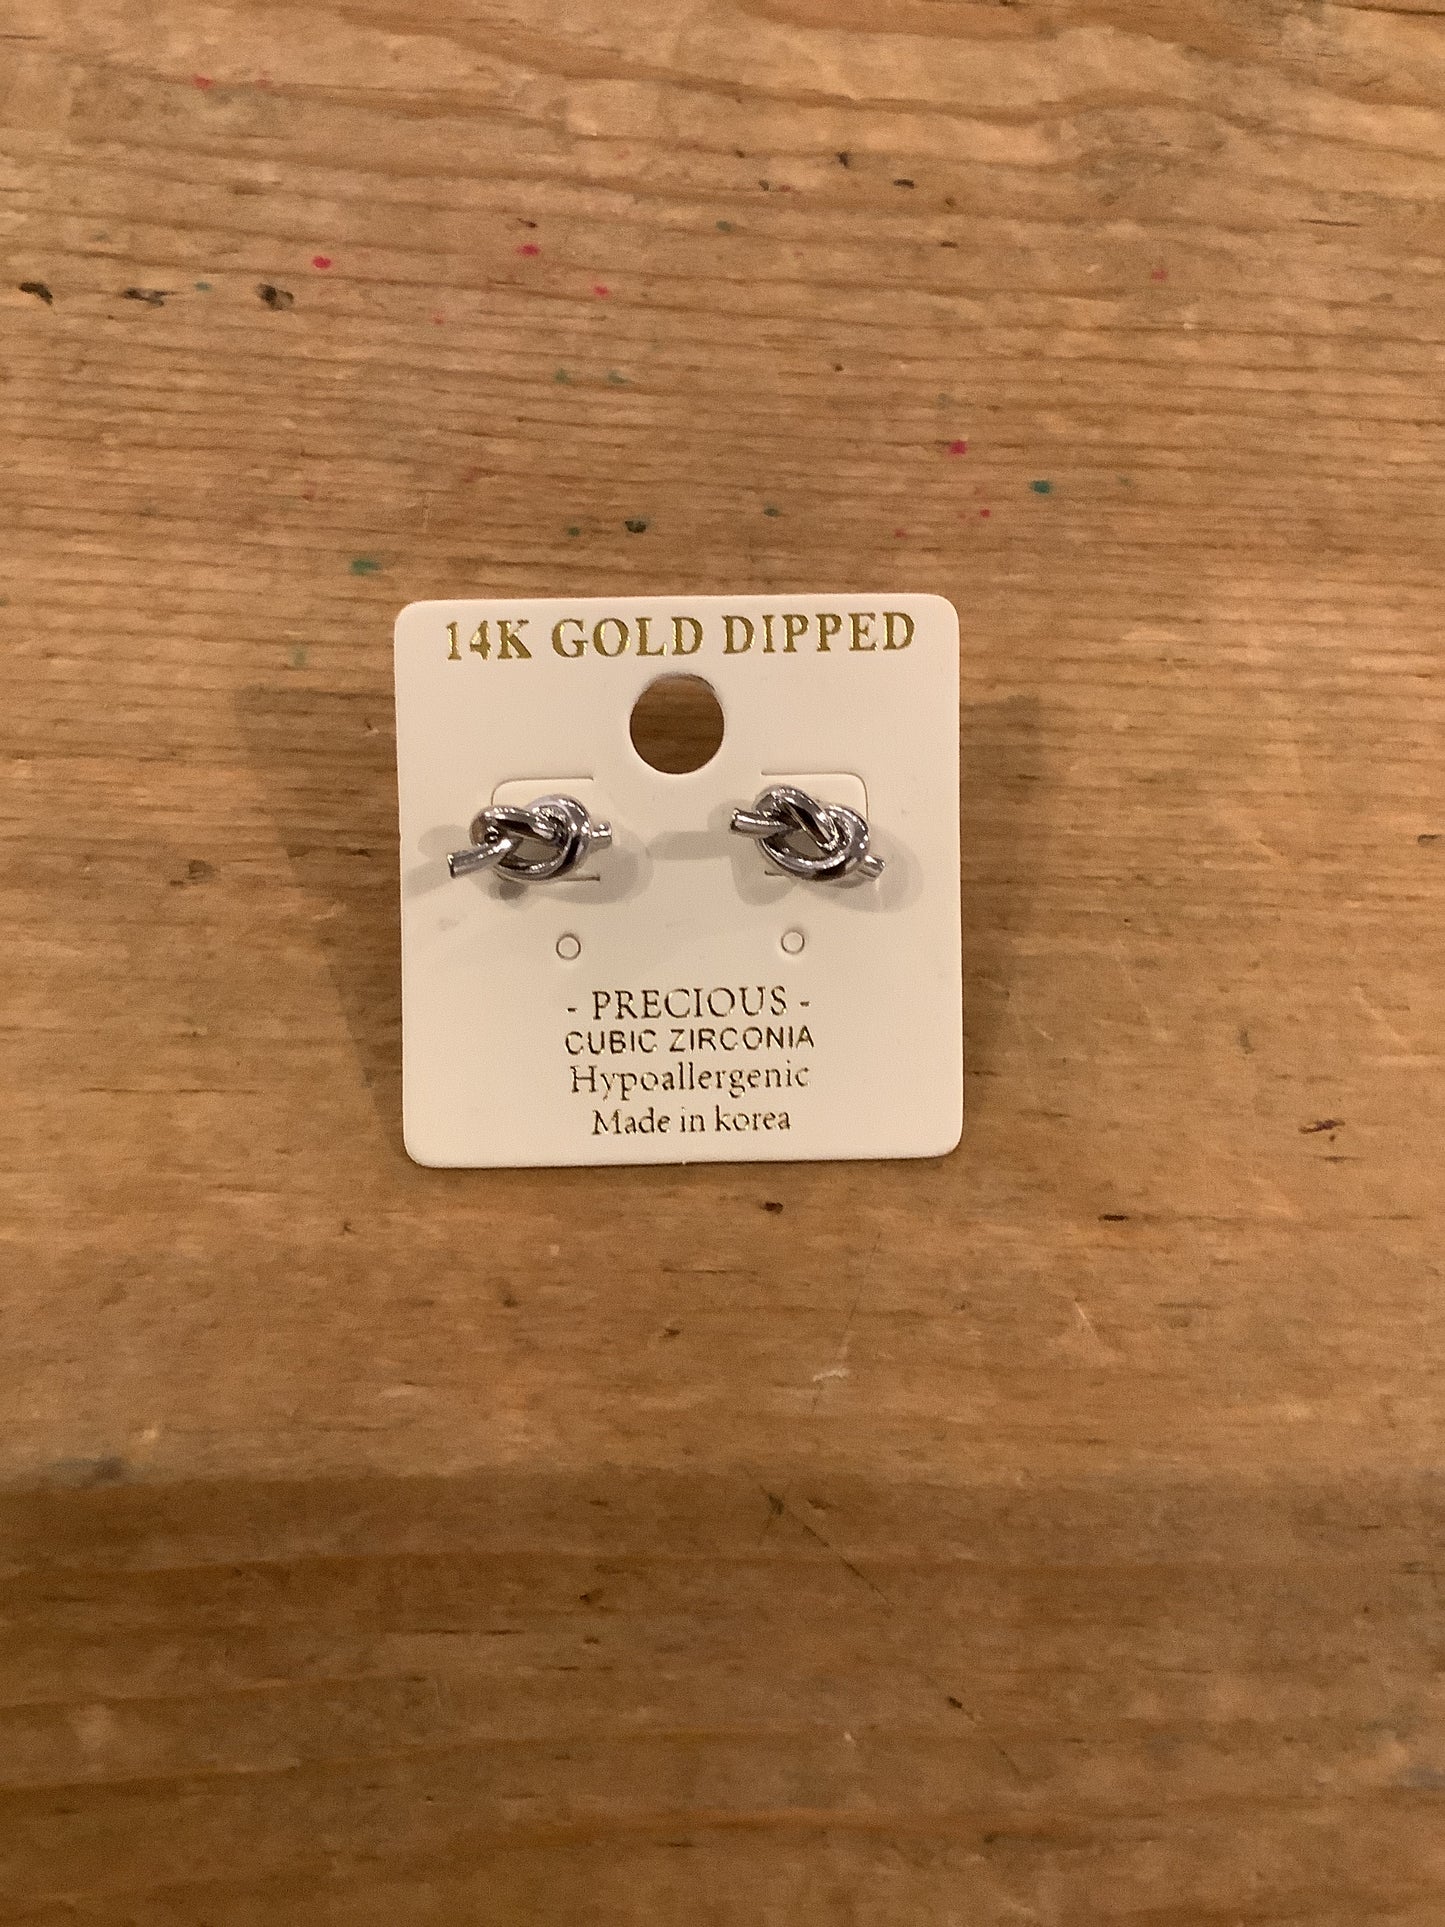 14K GOLD DIPPED
- PRECIOUS -
CUBIC ZIRCONIA
Hypoallergenic
Made in korea